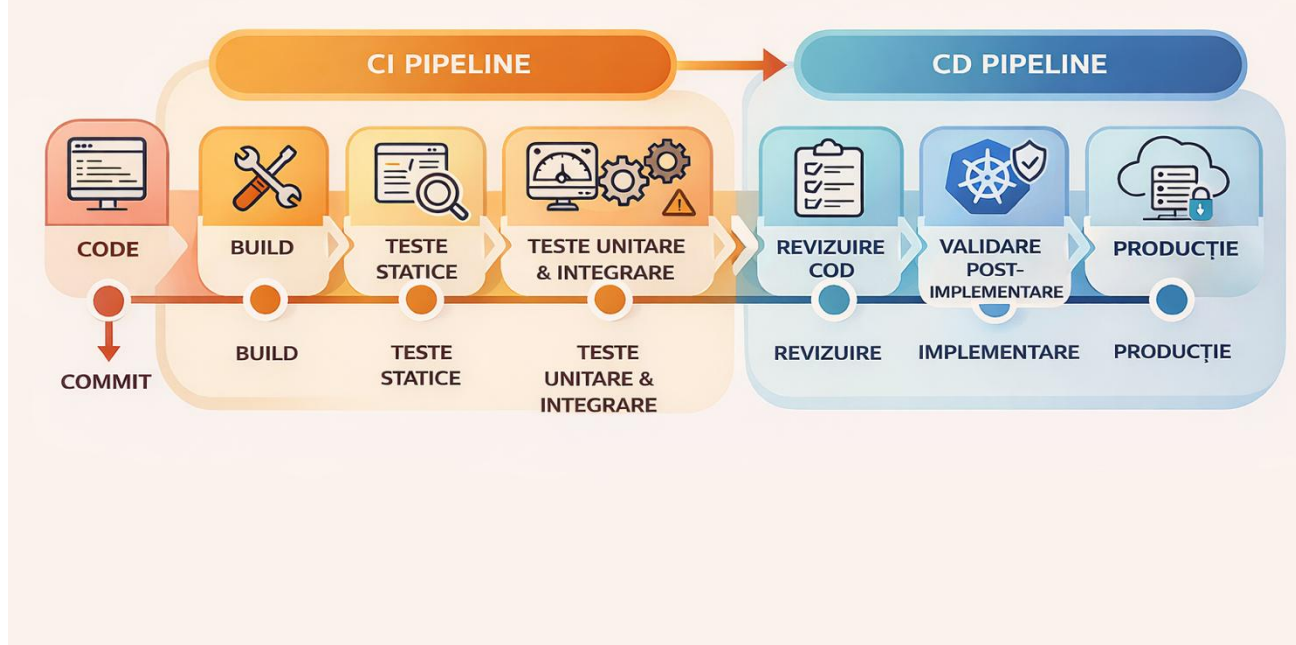 CI PIPELINE
CD PIPELINE
CODE
BUILD
TESTE
STATICE
TESTE UNITARE
& INTEGRARE
REVIZUIRE
COD
VALIDARE
POST-
IMPLEMENTARE
PRODUCȚIE
COMMIT
BUILD
TESTE
STATICE
TESTE
UNITARE &
INTEGRARE
REVIZUIRE
IMPLEMENTARE
PRODUCȚIE